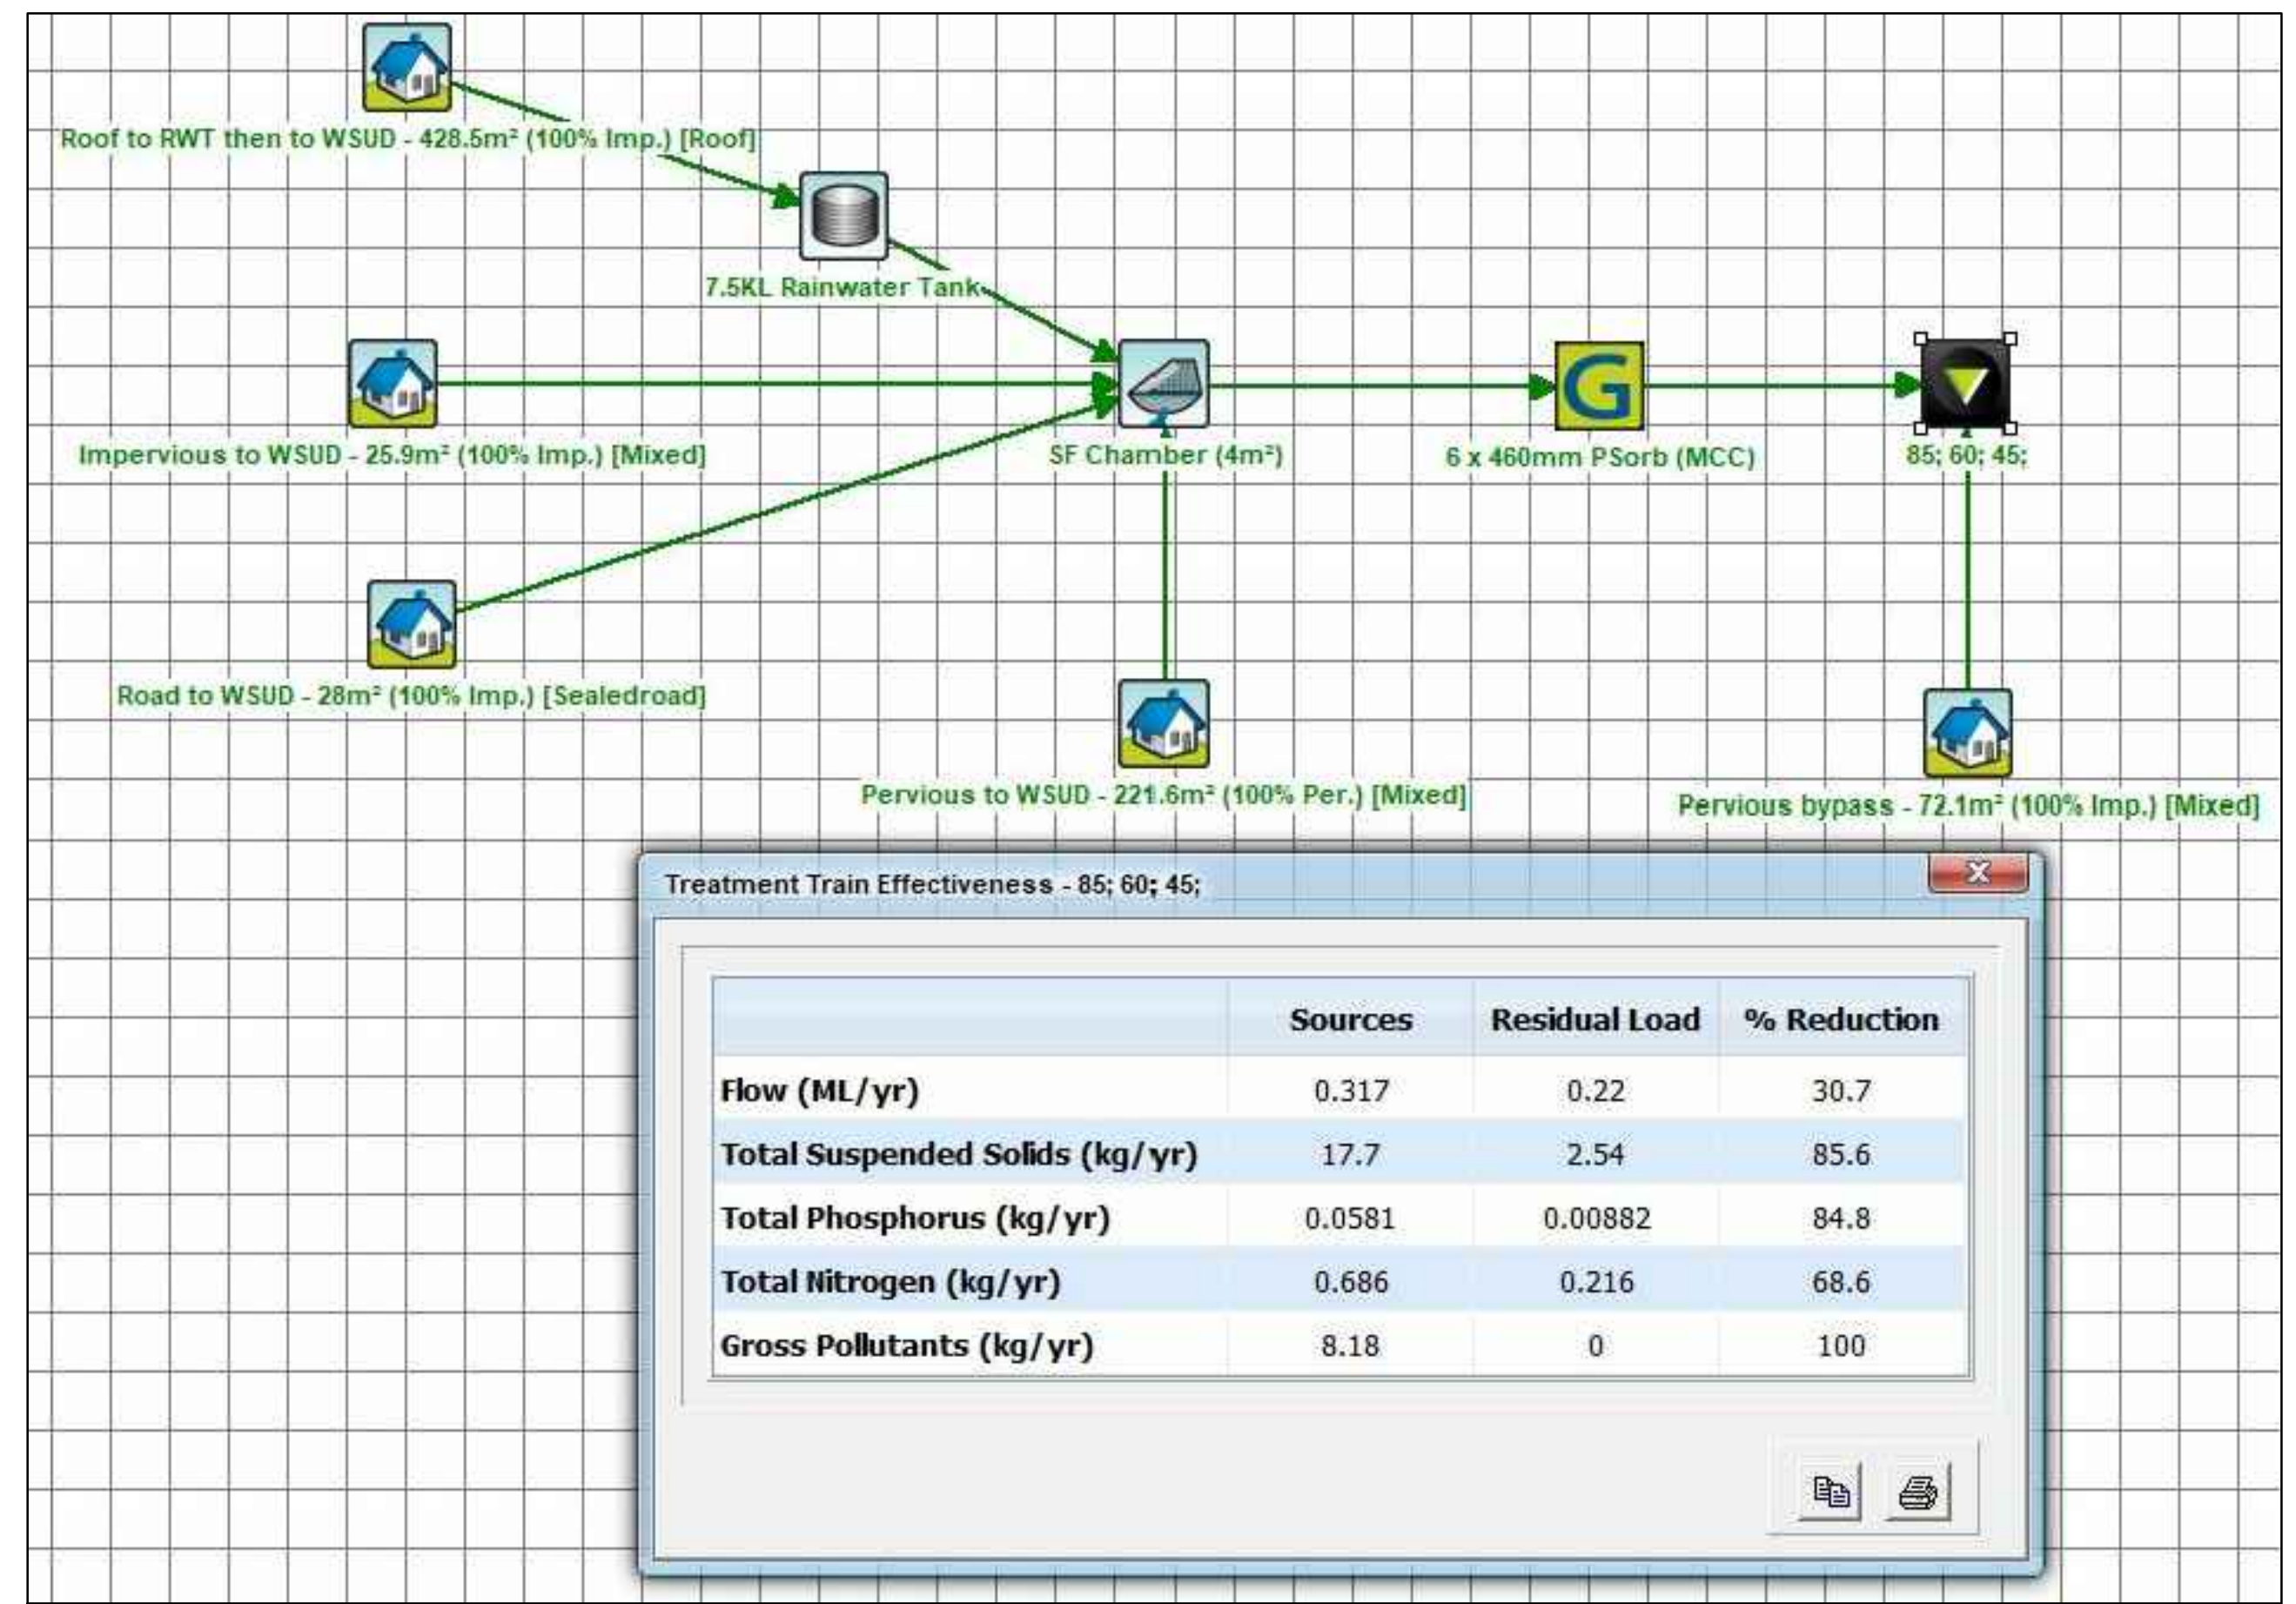 Roof to RWT then to WSUD - 428.5m² (100% Imp.) [Roof]
7.5KL Rainwater Tank
Impervious to WSUD - 25.9m² (100% Imp.) [Mixed]
SF Chamber (4m²)
G
6 x 460mm PSorb (MCC)
85; 60; 45;
Road to WSUD - 28m² (100% Imp.) [Sealedroad]
Pervious to WSUD - 221.6m² (100% Per.) [Mixed]
Pervious bypass - 72.1m² (100% Imp.) [Mixed]
Treatment Train Effectiveness - 85; 60; 45;
Sources Residual Load % Reduction
Flow (ML/yr) 0.317 0.22 30.7
Total Suspended Solids (kg/yr) 17.7 2.54 85.6
Total Phosphorus (kg/yr) 0.0581 0.00882 84.8
Total Nitrogen (kg/yr) 0.686 0.216 68.6
Gross Pollutants (kg/yr) 8.18 0 100